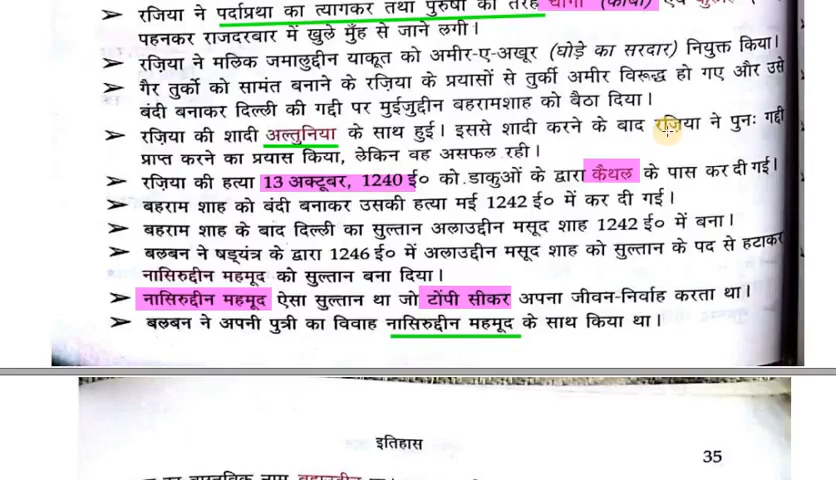 ➤ रजिया ने पर्दाप्रथा का त्यागकर तथा पुरुषों की तरह चोगा (काबा) एवं कुलाह
पहनकर राजदरबार में खुले मुँह से जाने लगी।
➤ रज़िया ने मलिक जमालुद्दीन याकूत को अमीर-ए-अखूर (घोड़े का सरदार) नियुक्त किया।
➤ गैर तुर्को को सामंत बनाने के रज़िया के प्रयासों से तुर्की अमीर विरूद्ध हो गए और उसे
बंदी बनाकर दिल्ली की गद्दी पर मुईजुद्दीन बहरामशाह को बैठा दिया।
➤ रज़िया की शादी अल्तुनिया के साथ हुई। इससे शादी करने के बाद रज़िया ने पुनः गद्दी
प्राप्त करने का प्रयास किया, लेकिन वह असफल रही।
➤ रज़िया की हत्या 13 अक्टूबर, 1240 ई० को डाकुओं के द्वारा कैथल के पास कर दी गई।
➤ बहराम शाह को बंदी बनाकर उसकी हत्या मई 1242 ई० में कर दी गई।
➤ बहराम शाह के बाद दिल्ली का सुल्तान अलाउद्दीन मसूद शाह 1242 ई० में बना।
➤ बलबन ने षड्यंत्र के द्वारा 1246 ई० में अलाउद्दीन मसूद शाह को सुल्तान के पद से हटाकर
नासिरुद्दीन महमूद को सुल्तान बना दिया।
➤ नासिरुद्दीन महमूद ऐसा सुल्तान था जो टोंपी सीकर अपना जीवन-निर्वाह करता था।
➤ बलबन ने अपनी पुत्री का विवाह नासिरुद्दीन महमूद के साथ किया था।
इतिहास
35
का वास्तविक नाम बहाउद्दीन था।